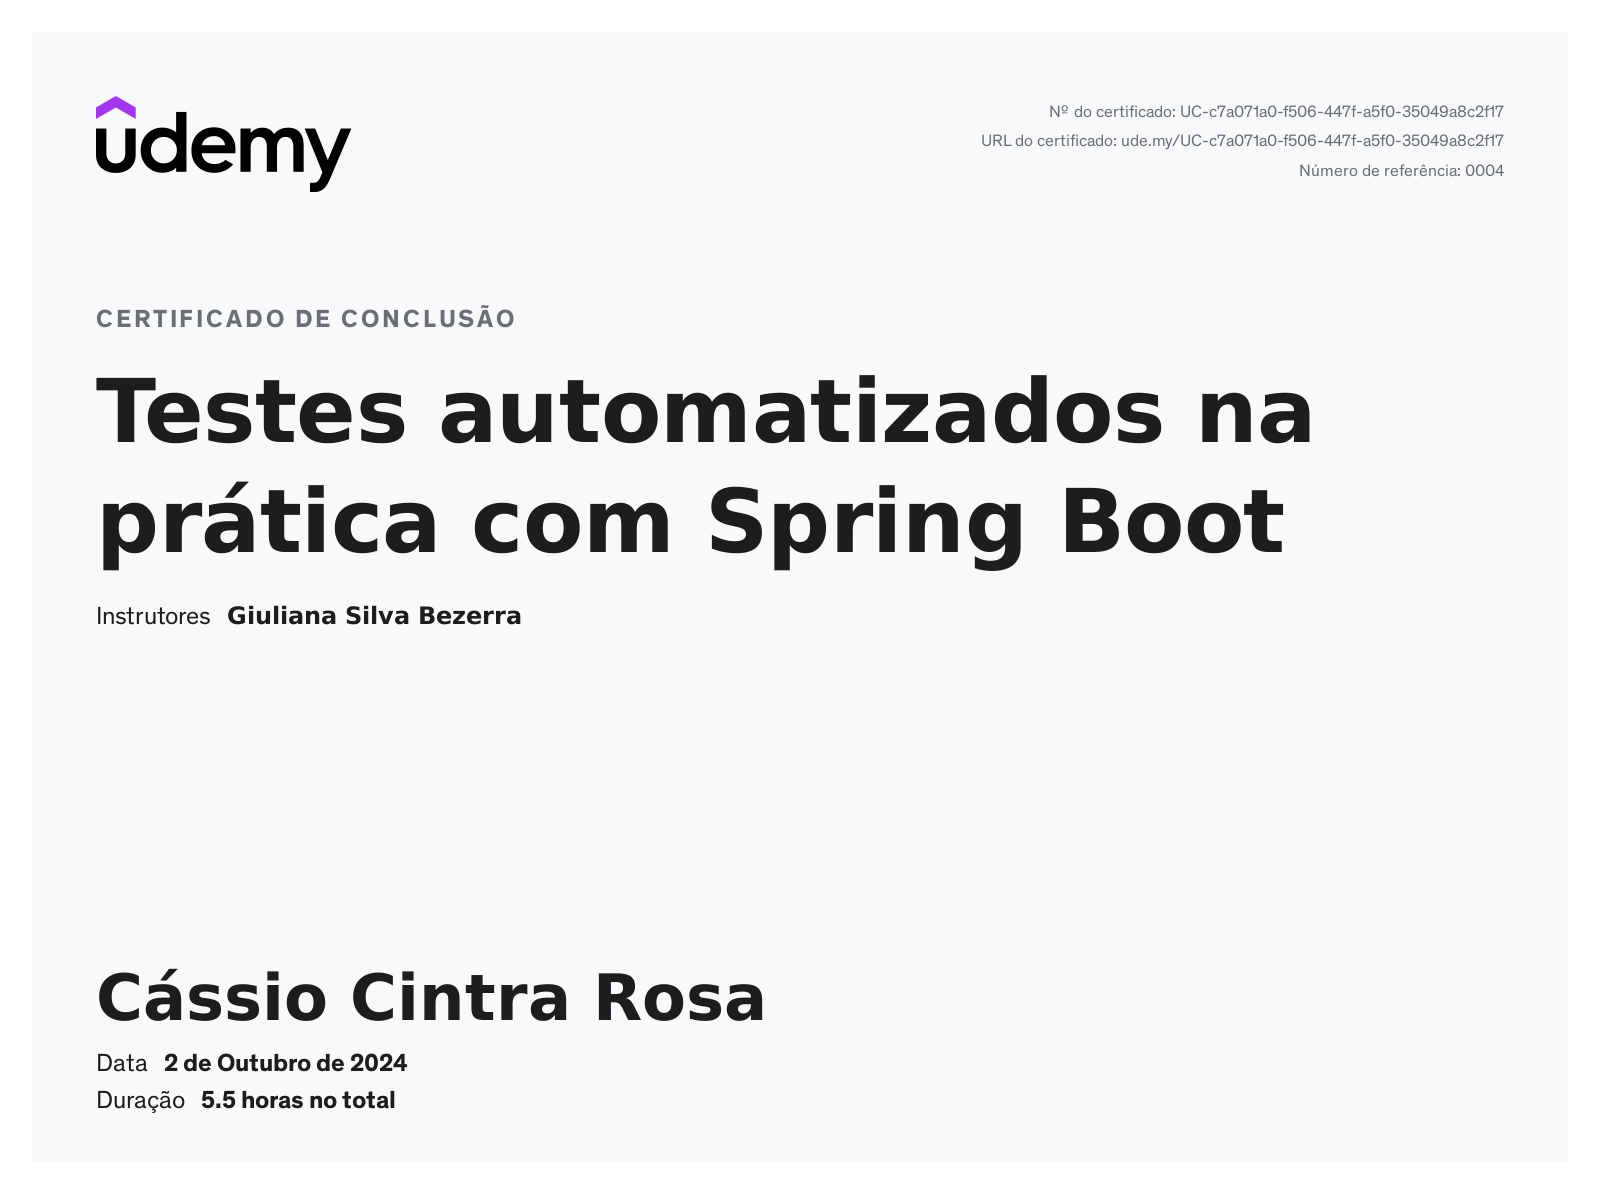 udemy
Nº do certificado: UC-c7a071a0-f506-447f-a5f0-35049a8c2f17
URL do certificado: ude.my/UC-c7a071a0-f506-447f-a5f0-35049a8c2f17
Número de referência: 0004
CERTIFICADO DE CONCLUSÃO
Testes automatizados na
prática com Spring Boot
Instrutores Giuliana Silva Bezerra
Cássio Cintra Rosa
Data 2 de Outubro de 2024
Duração 5.5 horas no total